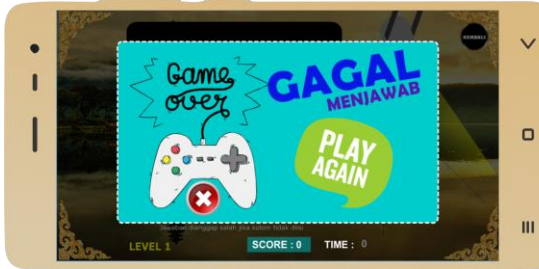 KEMBALI
Game
over
GAGAL
MENJAWAB
PLAY
AGAIN
Jawaban dianggap salah jika kolom tidak diisi
LEVEL 1
SCORE : 0
TIME : 0